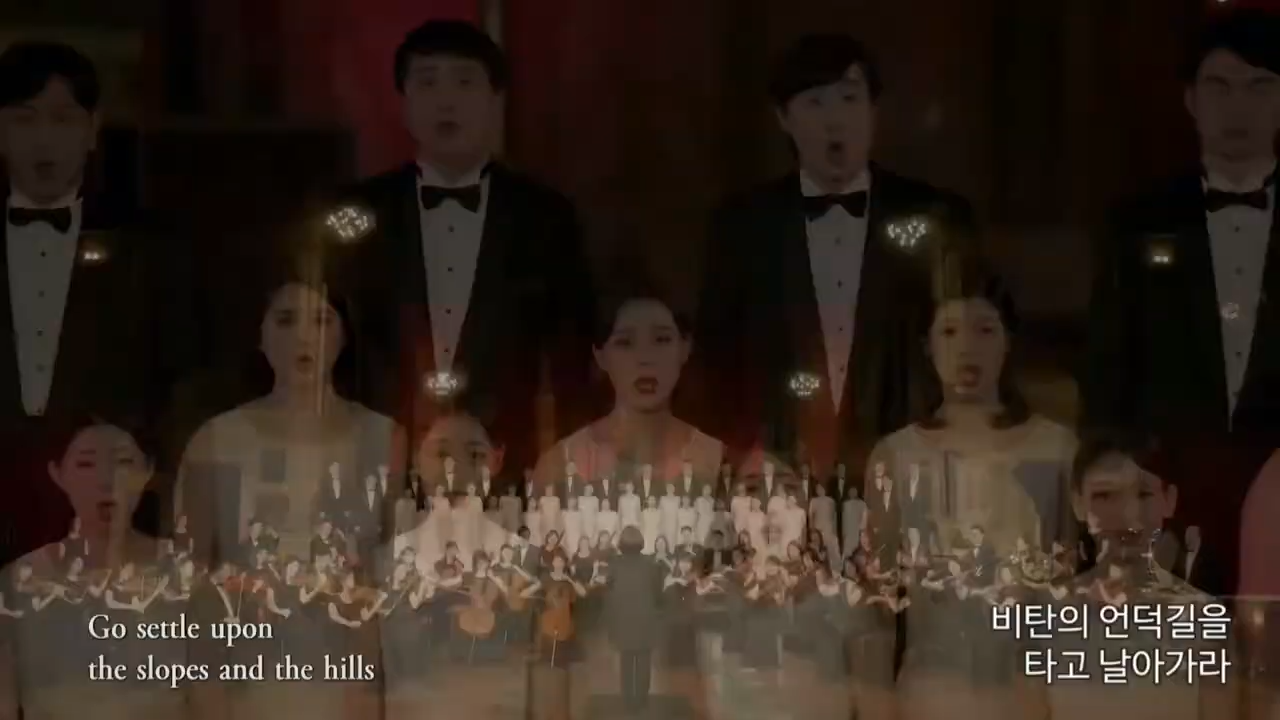 Go settle upon
the slopes and the hills
비탄의 언덕길을
타고 날아가라